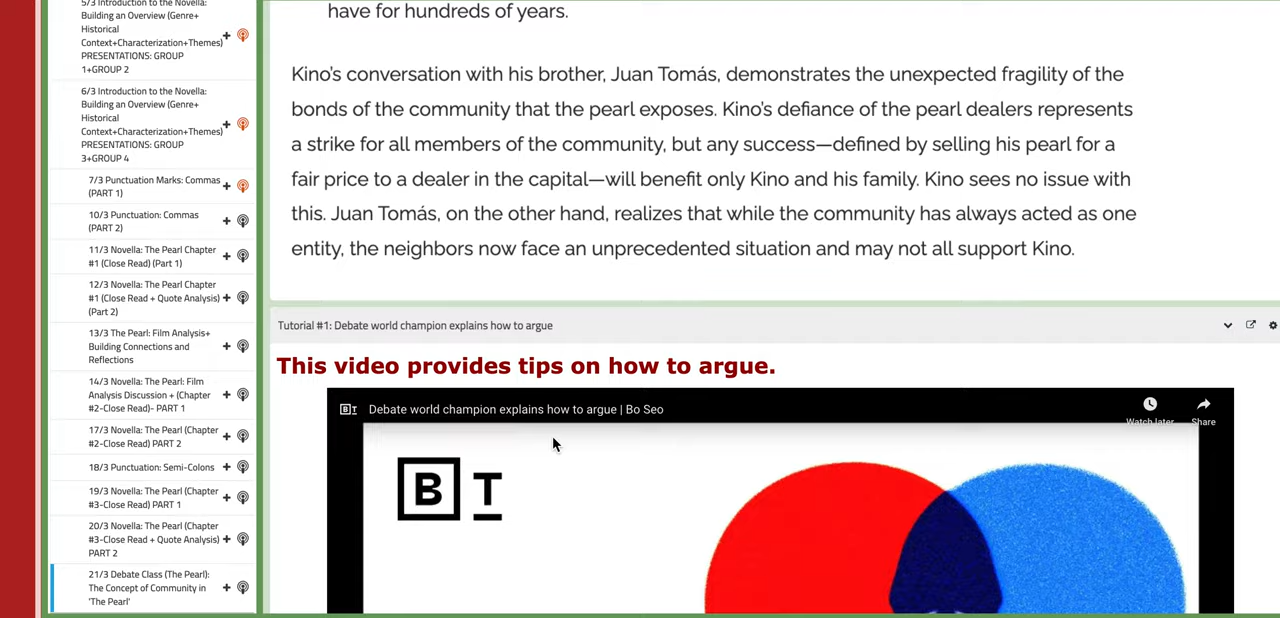 5/3 Introduction to the Novella:
Building an Overview (Genre+
Historical
Context+Characterization+Themes)
PRESENTATIONS: GROUP
1+GROUP 2
6/3 Introduction to the Novella:
Building an Overview (Genre+
Historical
Context+Characterization+Themes)
PRESENTATIONS: GROUP
3+GROUP 4
7/3 Punctuation Marks: Commas
(PART 1)
10/3 Punctuation: Commas
(PART 2)
11/3 Novella: The Pearl Chapter
#1 (Close Read) (Part 1)
12/3 Novella: The Pearl Chapter
#1 (Close Read + Quote Analysis)
(Part 2)
13/3 The Pearl: Film Analysis+
Building Connections and
Reflections
14/3 Novella: The Pearl: Film
Analysis Discussion + (Chapter
#2-Close Read)- PART 1
17/3 Novella: The Pearl (Chapter
#2-Close Read) PART 2
18/3 Punctuation: Semi-Colons
19/3 Novella: The Pearl (Chapter
#3-Close Read) PART 1
20/3 Novella: The Pearl (Chapter
#3-Close Read + Quote Analysis)
PART 2
21/3 Debate Class (The Pearl):
The Concept of Community in
'The Pearl'
have for hundreds of years.
Kino's conversation with his brother, Juan Tomás, demonstrates the unexpected fragility of the
bonds of the community that the pearl exposes. Kino's defiance of the pearl dealers represents
a strike for all members of the community, but any success—defined by selling his pearl for a
fair price to a dealer in the capital—will benefit only Kino and his family. Kino sees no issue with
this. Juan Tomás, on the other hand, realizes that while the community has always acted as one
entity, the neighbors now face an unprecedented situation and may not all support Kino.
Tutorial #1: Debate world champion explains how to argue
This video provides tips on how to argue.
BT Debate world champion explains how to argue | Bo Seo
Watch later
Share
B T